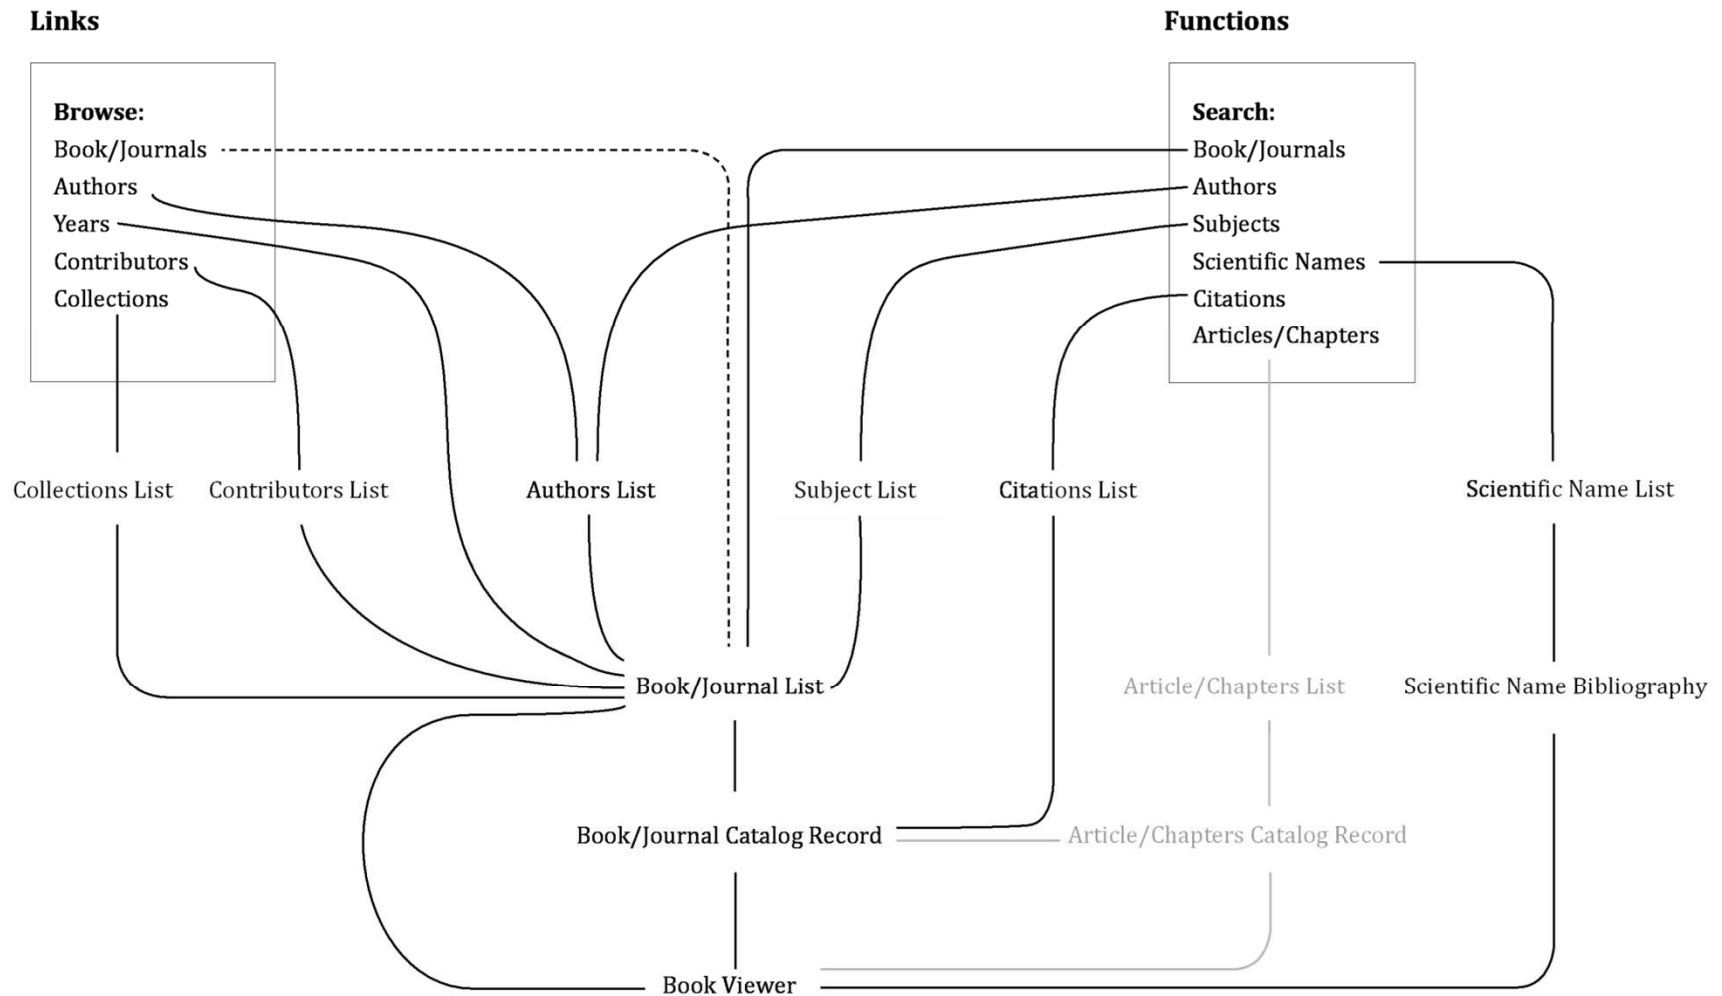 Links
Functions
Browse:
Book/Journals
Authors
Years
Contributors
Collections
Search:
Book/Journals
Authors
Subjects
Scientific Names
Citations
Articles/Chapters
Collections List
Contributors List
Authors List
Subject List
Citations List
Scientific Name List
Book/Journal List
Article/Chapters List
Scientific Name Bibliography
Book/Journal Catalog Record
Article/Chapters Catalog Record
Book Viewer